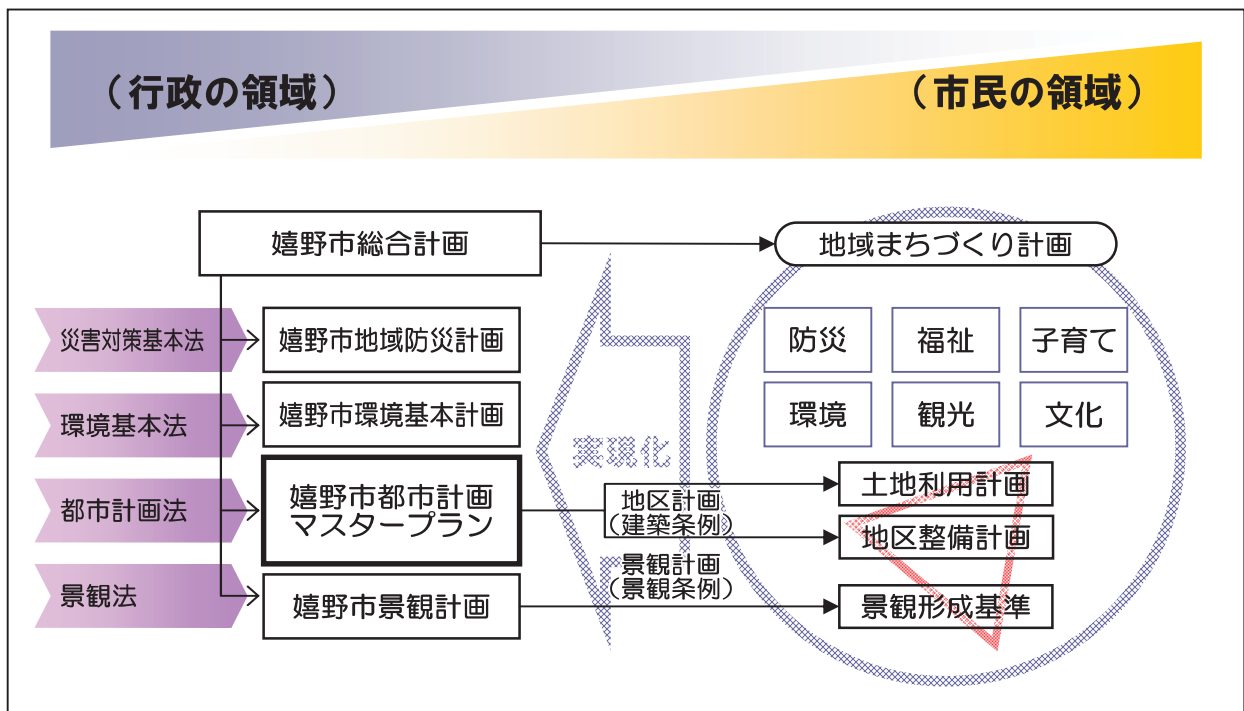 （行政の領域）
（市民の領域）
嬉野市総合計画
地域まちづくり計画
災害対策基本法
嬉野市地域防災計画
防災
福祉
子育て
環境基本法
嬉野市環境基本計画
環境
観光
文化
実現化
都市計画法
嬉野市都市計画
マスタープラン
地区計画
（建築条例）
土地利用計画
地区整備計画
景観法
嬉野市景観計画
景観計画
（景観条例）
景観形成基準